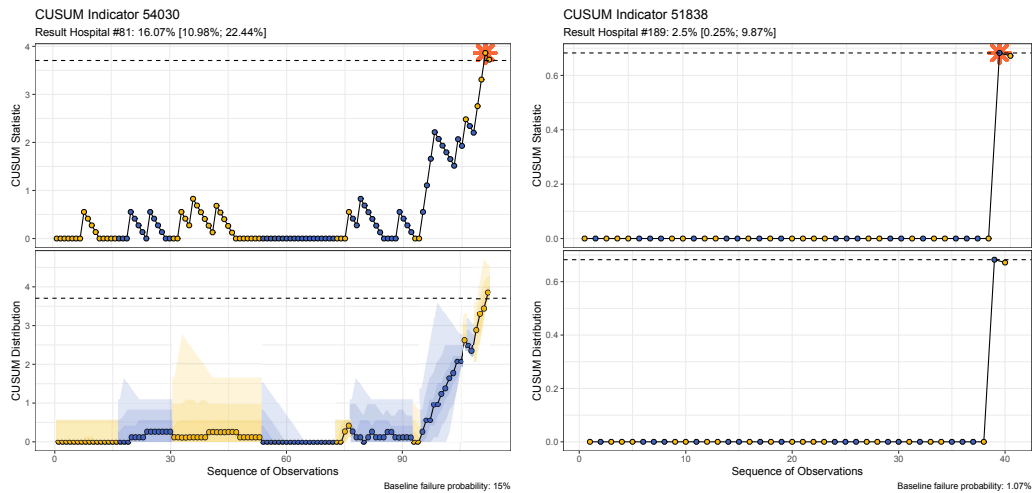 CUSUM Indicator 54030
Result Hospital #81: 16.07% [10.98%; 22.44%]
4
3
2
1
0
CUSUM Statistic
4
3
2
1
0
CUSUM Distribution
0
30
60
90
Sequence of Observations
Baseline failure probability: 15%
CUSUM Indicator 51838
Result Hospital #189: 2.5% [0.25%; 9.87%]
0.6
0.4
0.2
0.0
CUSUM Statistic
0.6
0.4
0.2
0.0
CUSUM Distribution
0
10
20
30
40
Sequence of Observations
Baseline failure probability: 1.07%